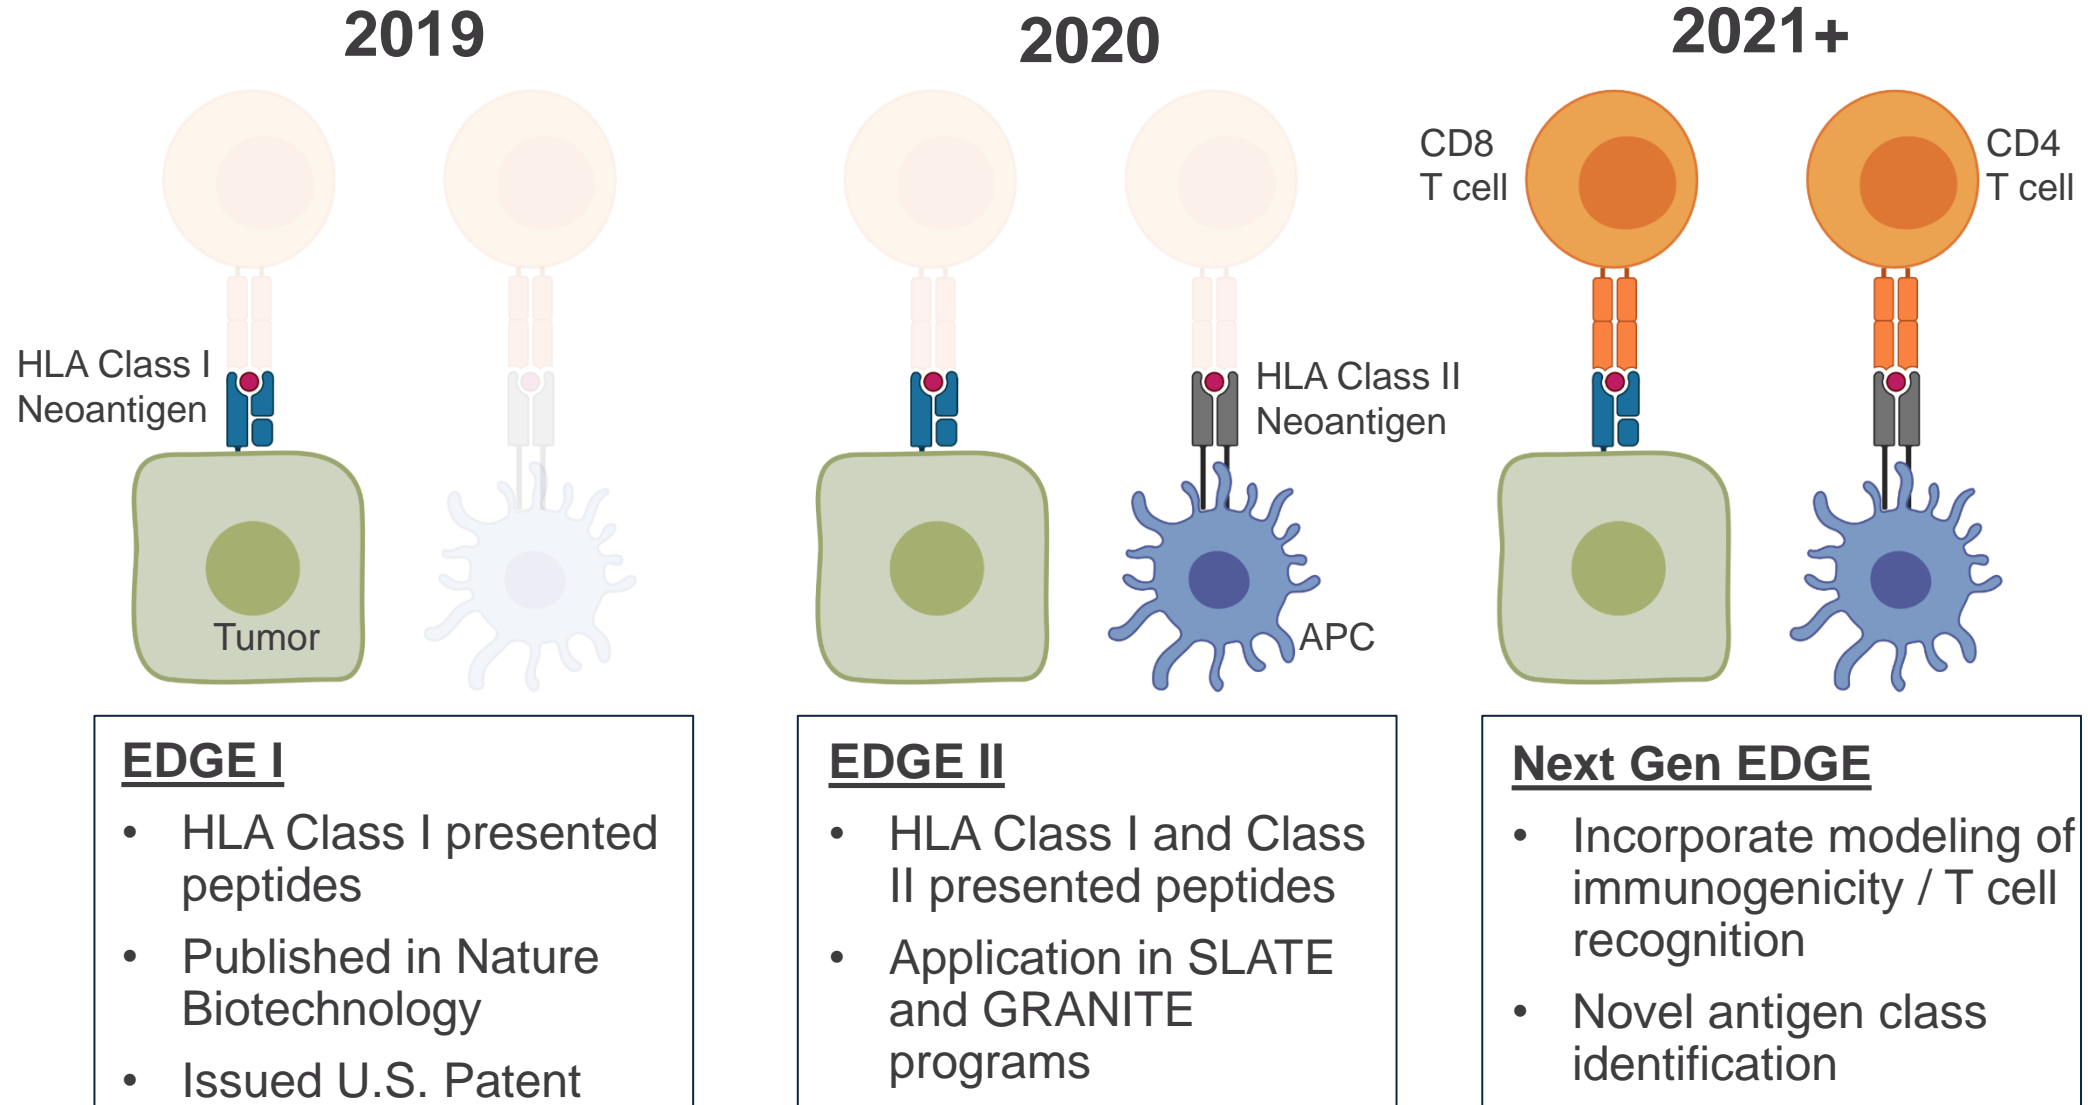 2019
2020
2021+
CD8
T cell
CD4
T cell
HLA Class I
Neoantigen
HLA Class II
Neoantigen
Tumor
APC
EDGE I
• HLA Class I presented
peptides
• Published in Nature
Biotechnology
• Issued U.S. Patent
EDGE II
• HLA Class I and Class
II presented peptides
• Application in SLATE
and GRANITE
programs
Next Gen EDGE
• Incorporate modeling of
immunogenicity / T cell
recognition
• Novel antigen class
identification